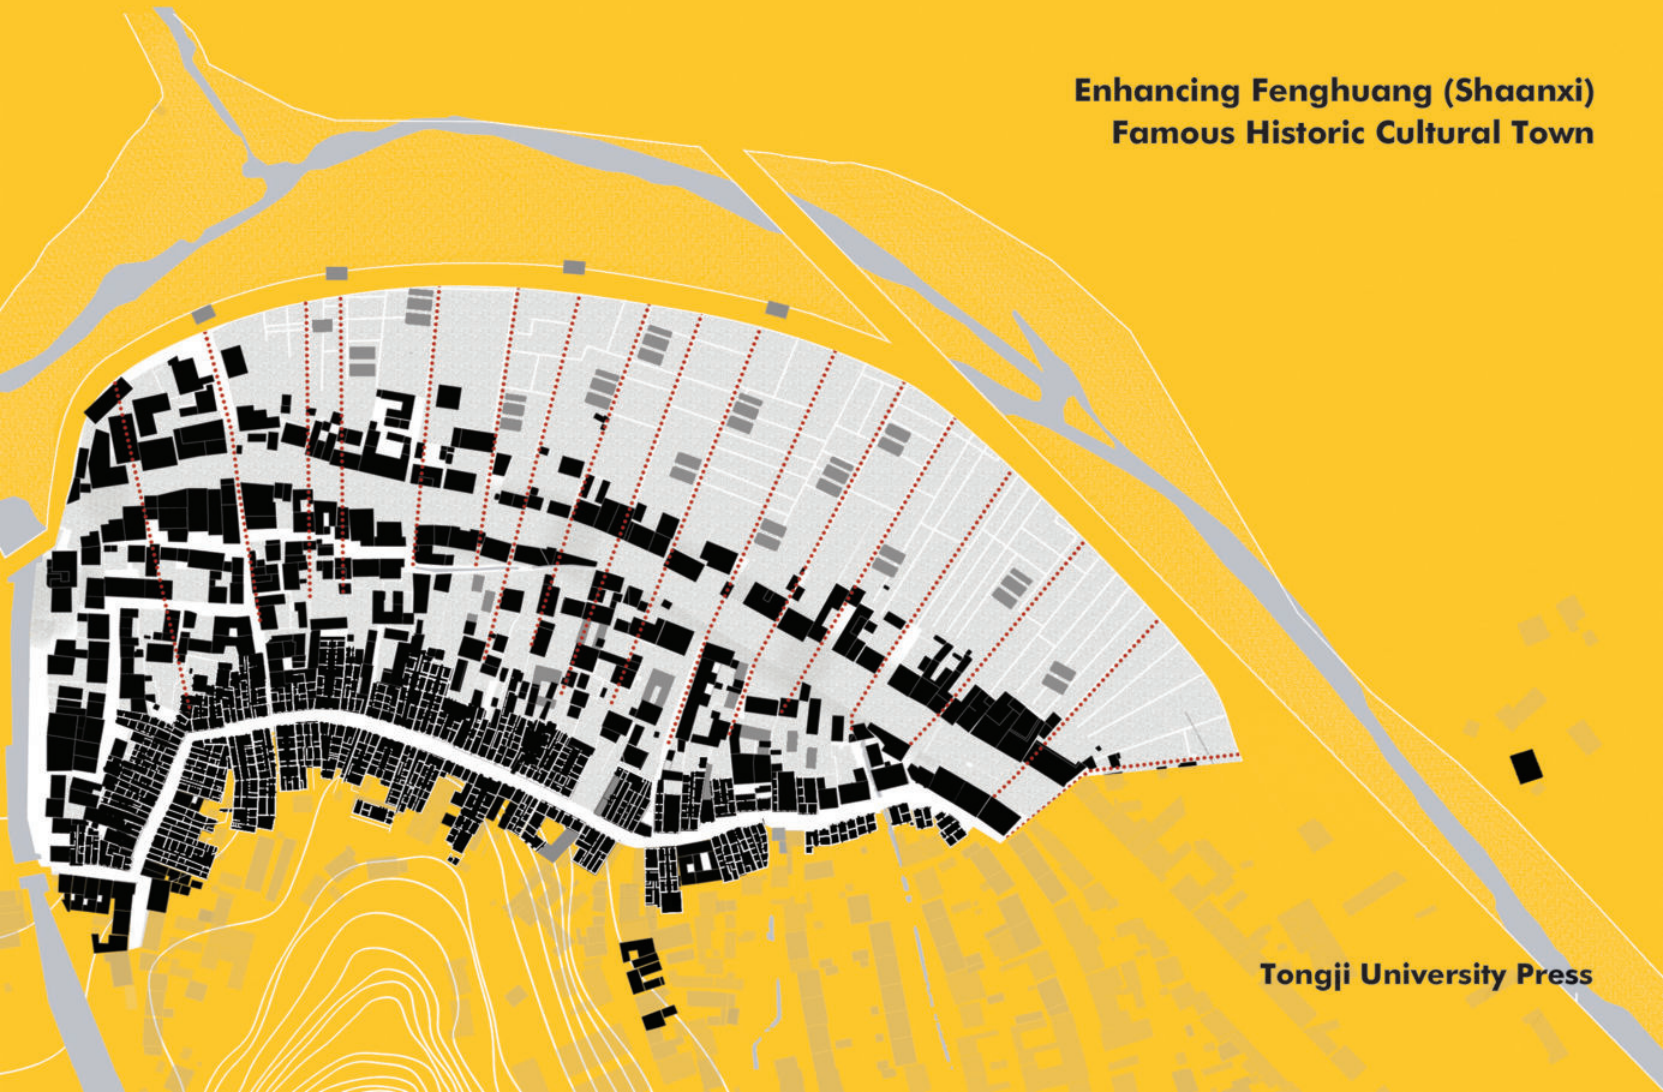 Enhancing Fenghuang (Shaanxi)
Famous Historic Cultural Town
Tongji University Press